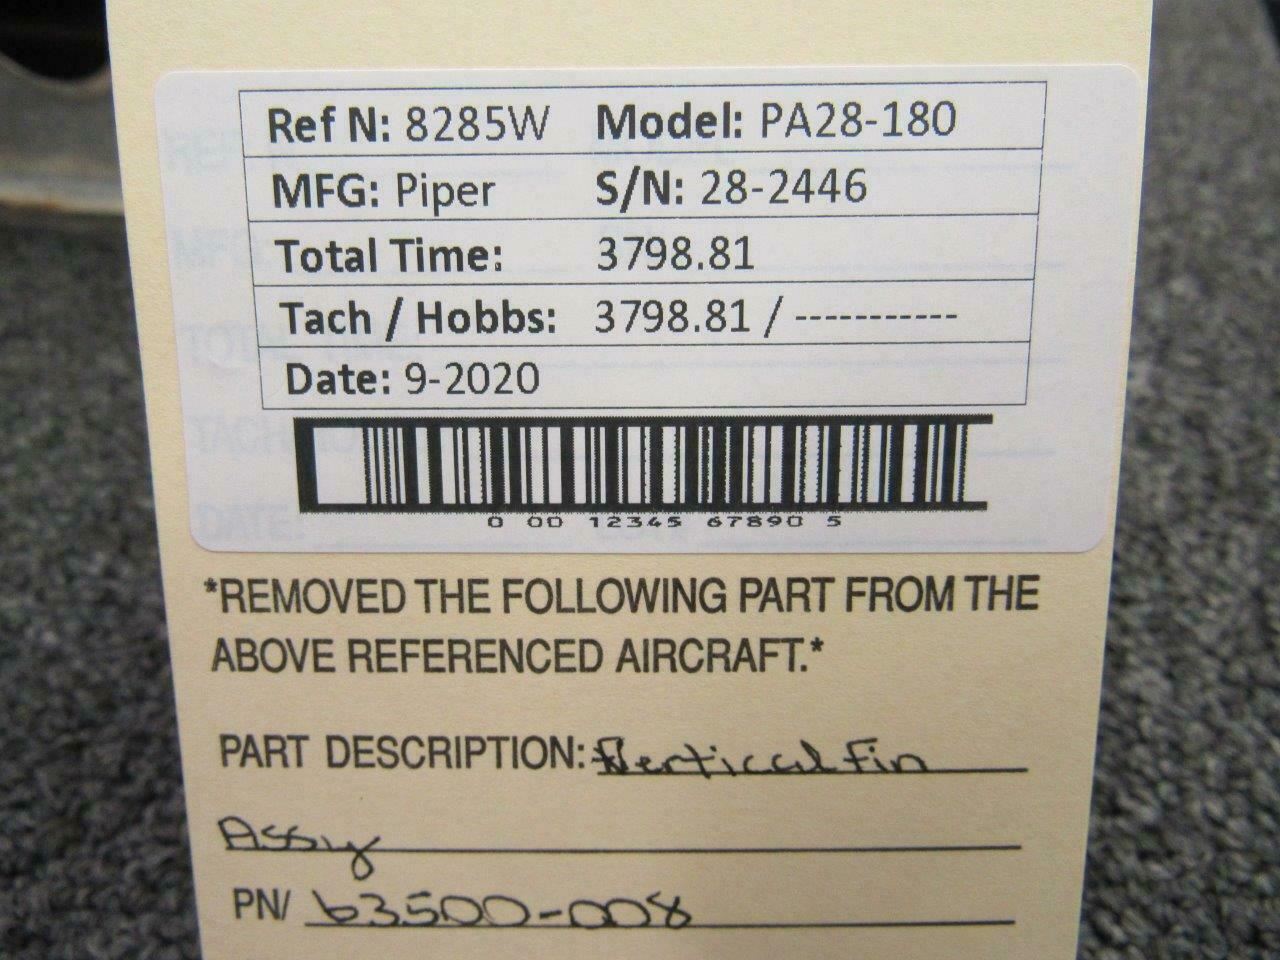 Ref N: 8285W Model: PA28-180
MFG: Piper S/N: 28-2446
Total Time: 3798.81
Tach / Hobbs: 3798.81 / -----------
Date: 9-2020
0 00 12345 67890 5
*REMOVED THE FOLLOWING PART FROM THE
ABOVE REFERENCED AIRCRAFT.*
PART DESCRIPTION: Vertical Fin
Assy
PN/ 63500-008